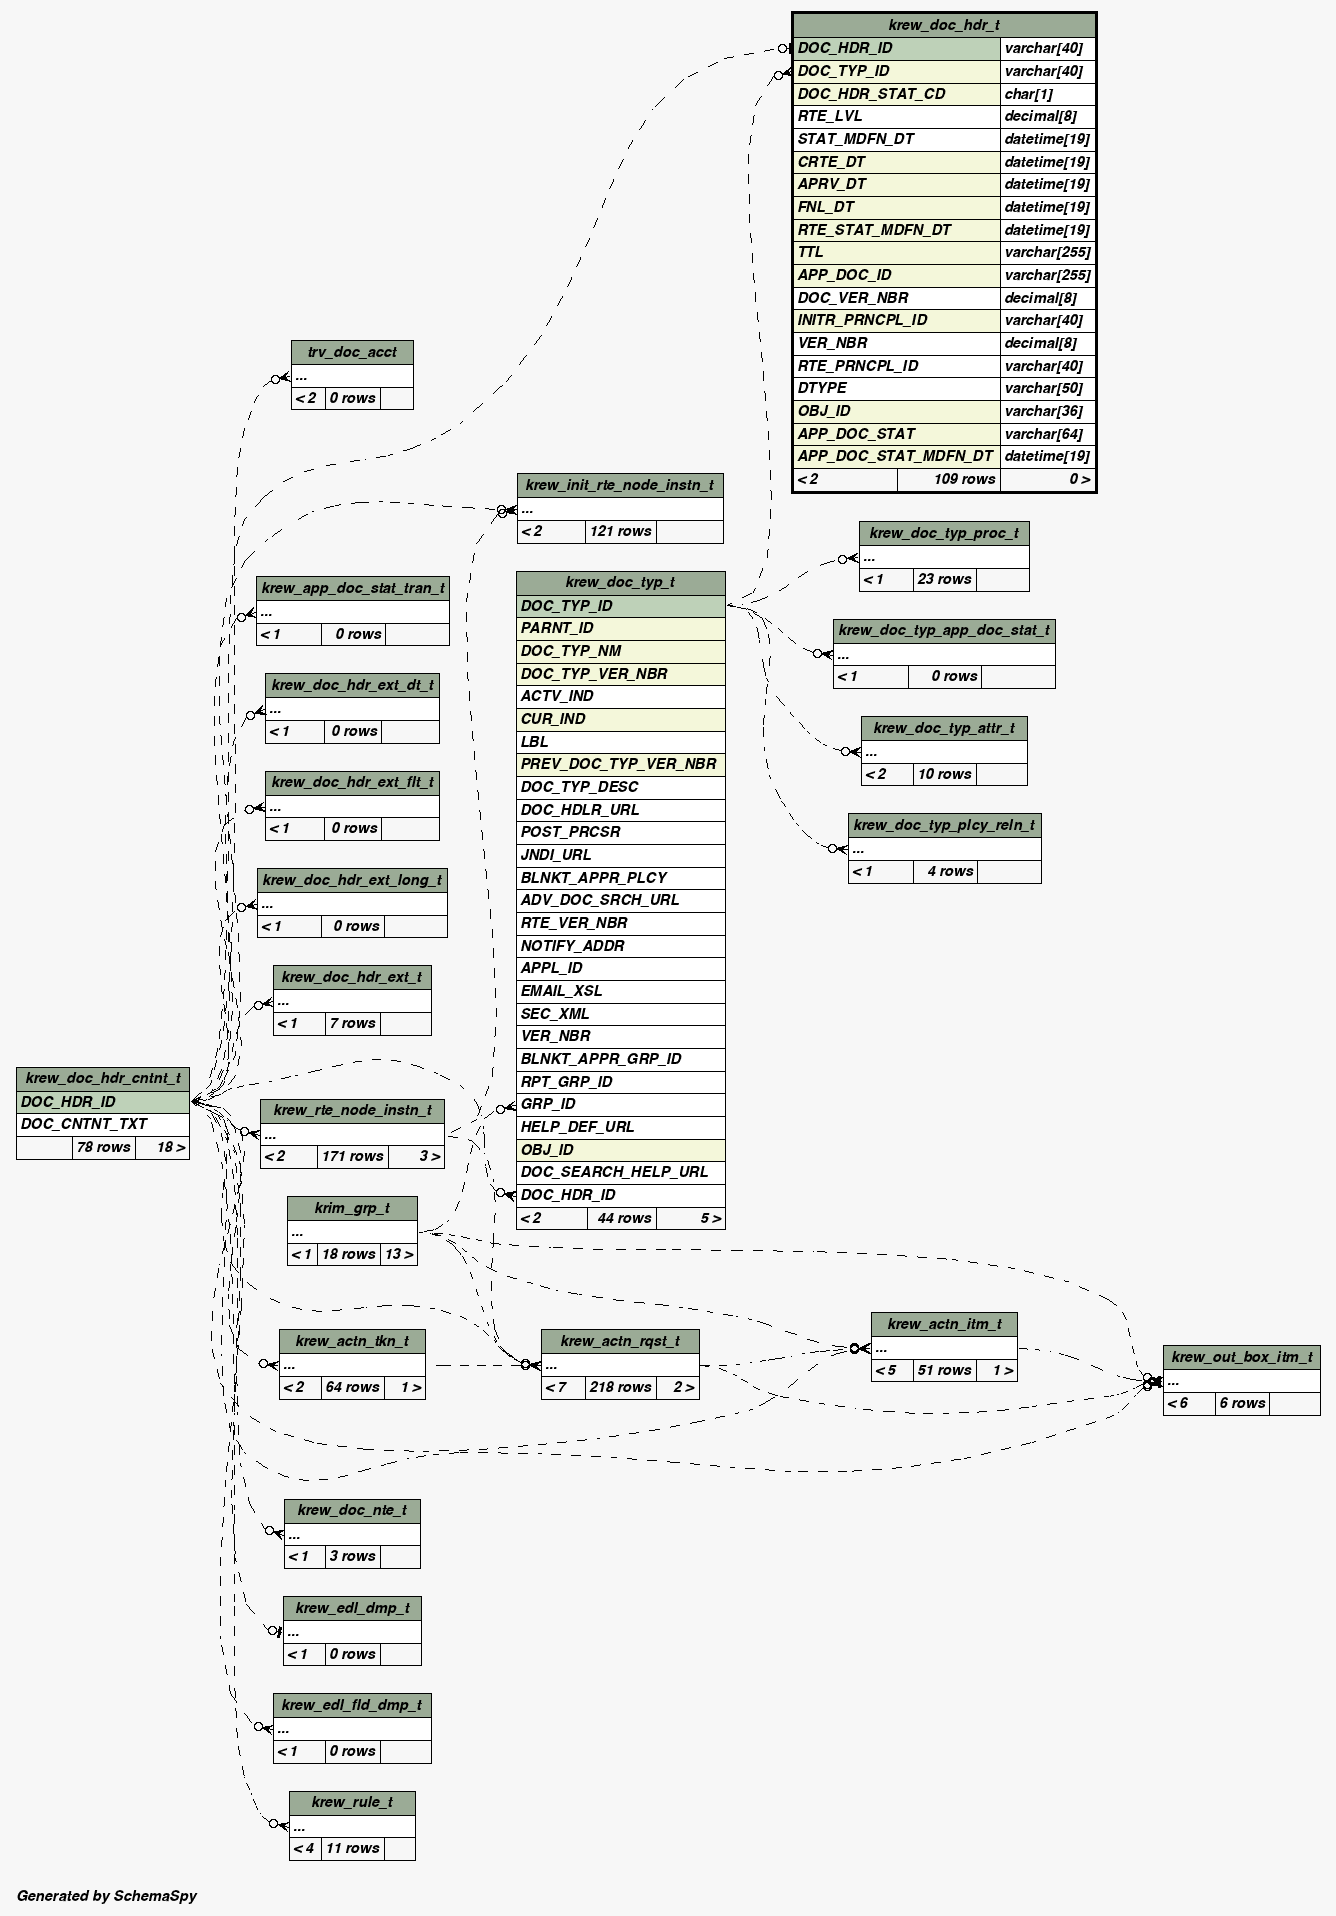 krew_doc_hdr_t
DOC_HDR_ID varchar[40]
DOC_TYP_ID varchar[40]
DOC_HDR_STAT_CD char[1]
RTE_LVL decimal[8]
STAT_MDFN_DT datetime[19]
CRTE_DT datetime[19]
APRV_DT datetime[19]
FNL_DT datetime[19]
RTE_STAT_MDFN_DT datetime[19]
TTL varchar[255]
APP_DOC_ID varchar[255]
DOC_VER_NBR decimal[8]
INITR_PRNCPL_ID varchar[40]
VER_NBR decimal[8]
RTE_PRNCPL_ID varchar[40]
DTYPE varchar[50]
OBJ_ID varchar[36]
APP_DOC_STAT varchar[64]
APP_DOC_STAT_MDFN_DT datetime[19]
< 2 109 rows 0 >
trv_doc_acct
...
< 2 0 rows
krew_init_rte_node_instn_t
...
< 2 121 rows
krew_doc_typ_proc_t
...
< 1 23 rows
krew_doc_typ_app_doc_stat_t
...
< 1 0 rows
krew_doc_typ_attr_t
...
< 2 10 rows
krew_doc_typ_plcy_reln_t
...
< 1 4 rows
krew_doc_typ_t
DOC_TYP_ID
PARNT_ID
DOC_TYP_NM
DOC_TYP_VER_NBR
ACTV_IND
CUR_IND
LBL
PREV_DOC_TYP_VER_NBR
DOC_TYP_DESC
DOC_HDLR_URL
POST_PRCSR
JNDI_URL
BLNKT_APPR_PLCY
ADV_DOC_SRCH_URL
RTE_VER_NBR
NOTIFY_ADDR
APPL_ID
EMAIL_XSL
SEC_XML
VER_NBR
BLNKT_APPR_GRP_ID
RPT_GRP_ID
GRP_ID
HELP_DEF_URL
OBJ_ID
DOC_SEARCH_HELP_URL
DOC_HDR_ID
< 2 44 rows 5 >
krew_app_doc_stat_tran_t
...
< 1 0 rows
krew_doc_hdr_ext_dt_t
...
< 1 0 rows
krew_doc_hdr_ext_flt_t
...
< 1 0 rows
krew_doc_hdr_ext_long_t
...
< 1 0 rows
krew_doc_hdr_ext_t
...
< 1 7 rows
krew_doc_hdr_cntnt_t
DOC_HDR_ID
DOC_CNTNT_TXT
78 rows 18 >
krew_rte_node_instn_t
...
< 2 171 rows 3 >
krim_grp_t
...
< 1 18 rows 13 >
krew_actn_tkn_t
...
< 2 64 rows 1 >
krew_actn_rqst_t
...
< 7 218 rows 2 >
krew_actn_itm_t
...
< 5 51 rows 1 >
krew_out_box_itm_t
...
< 6 6 rows
krew_doc_nte_t
...
< 1 3 rows
krew_edl_dmp_t
...
< 1 0 rows
krew_edl_fld_dmp_t
...
< 1 0 rows
krew_rule_t
...
< 4 11 rows
Generated by SchemaSpy